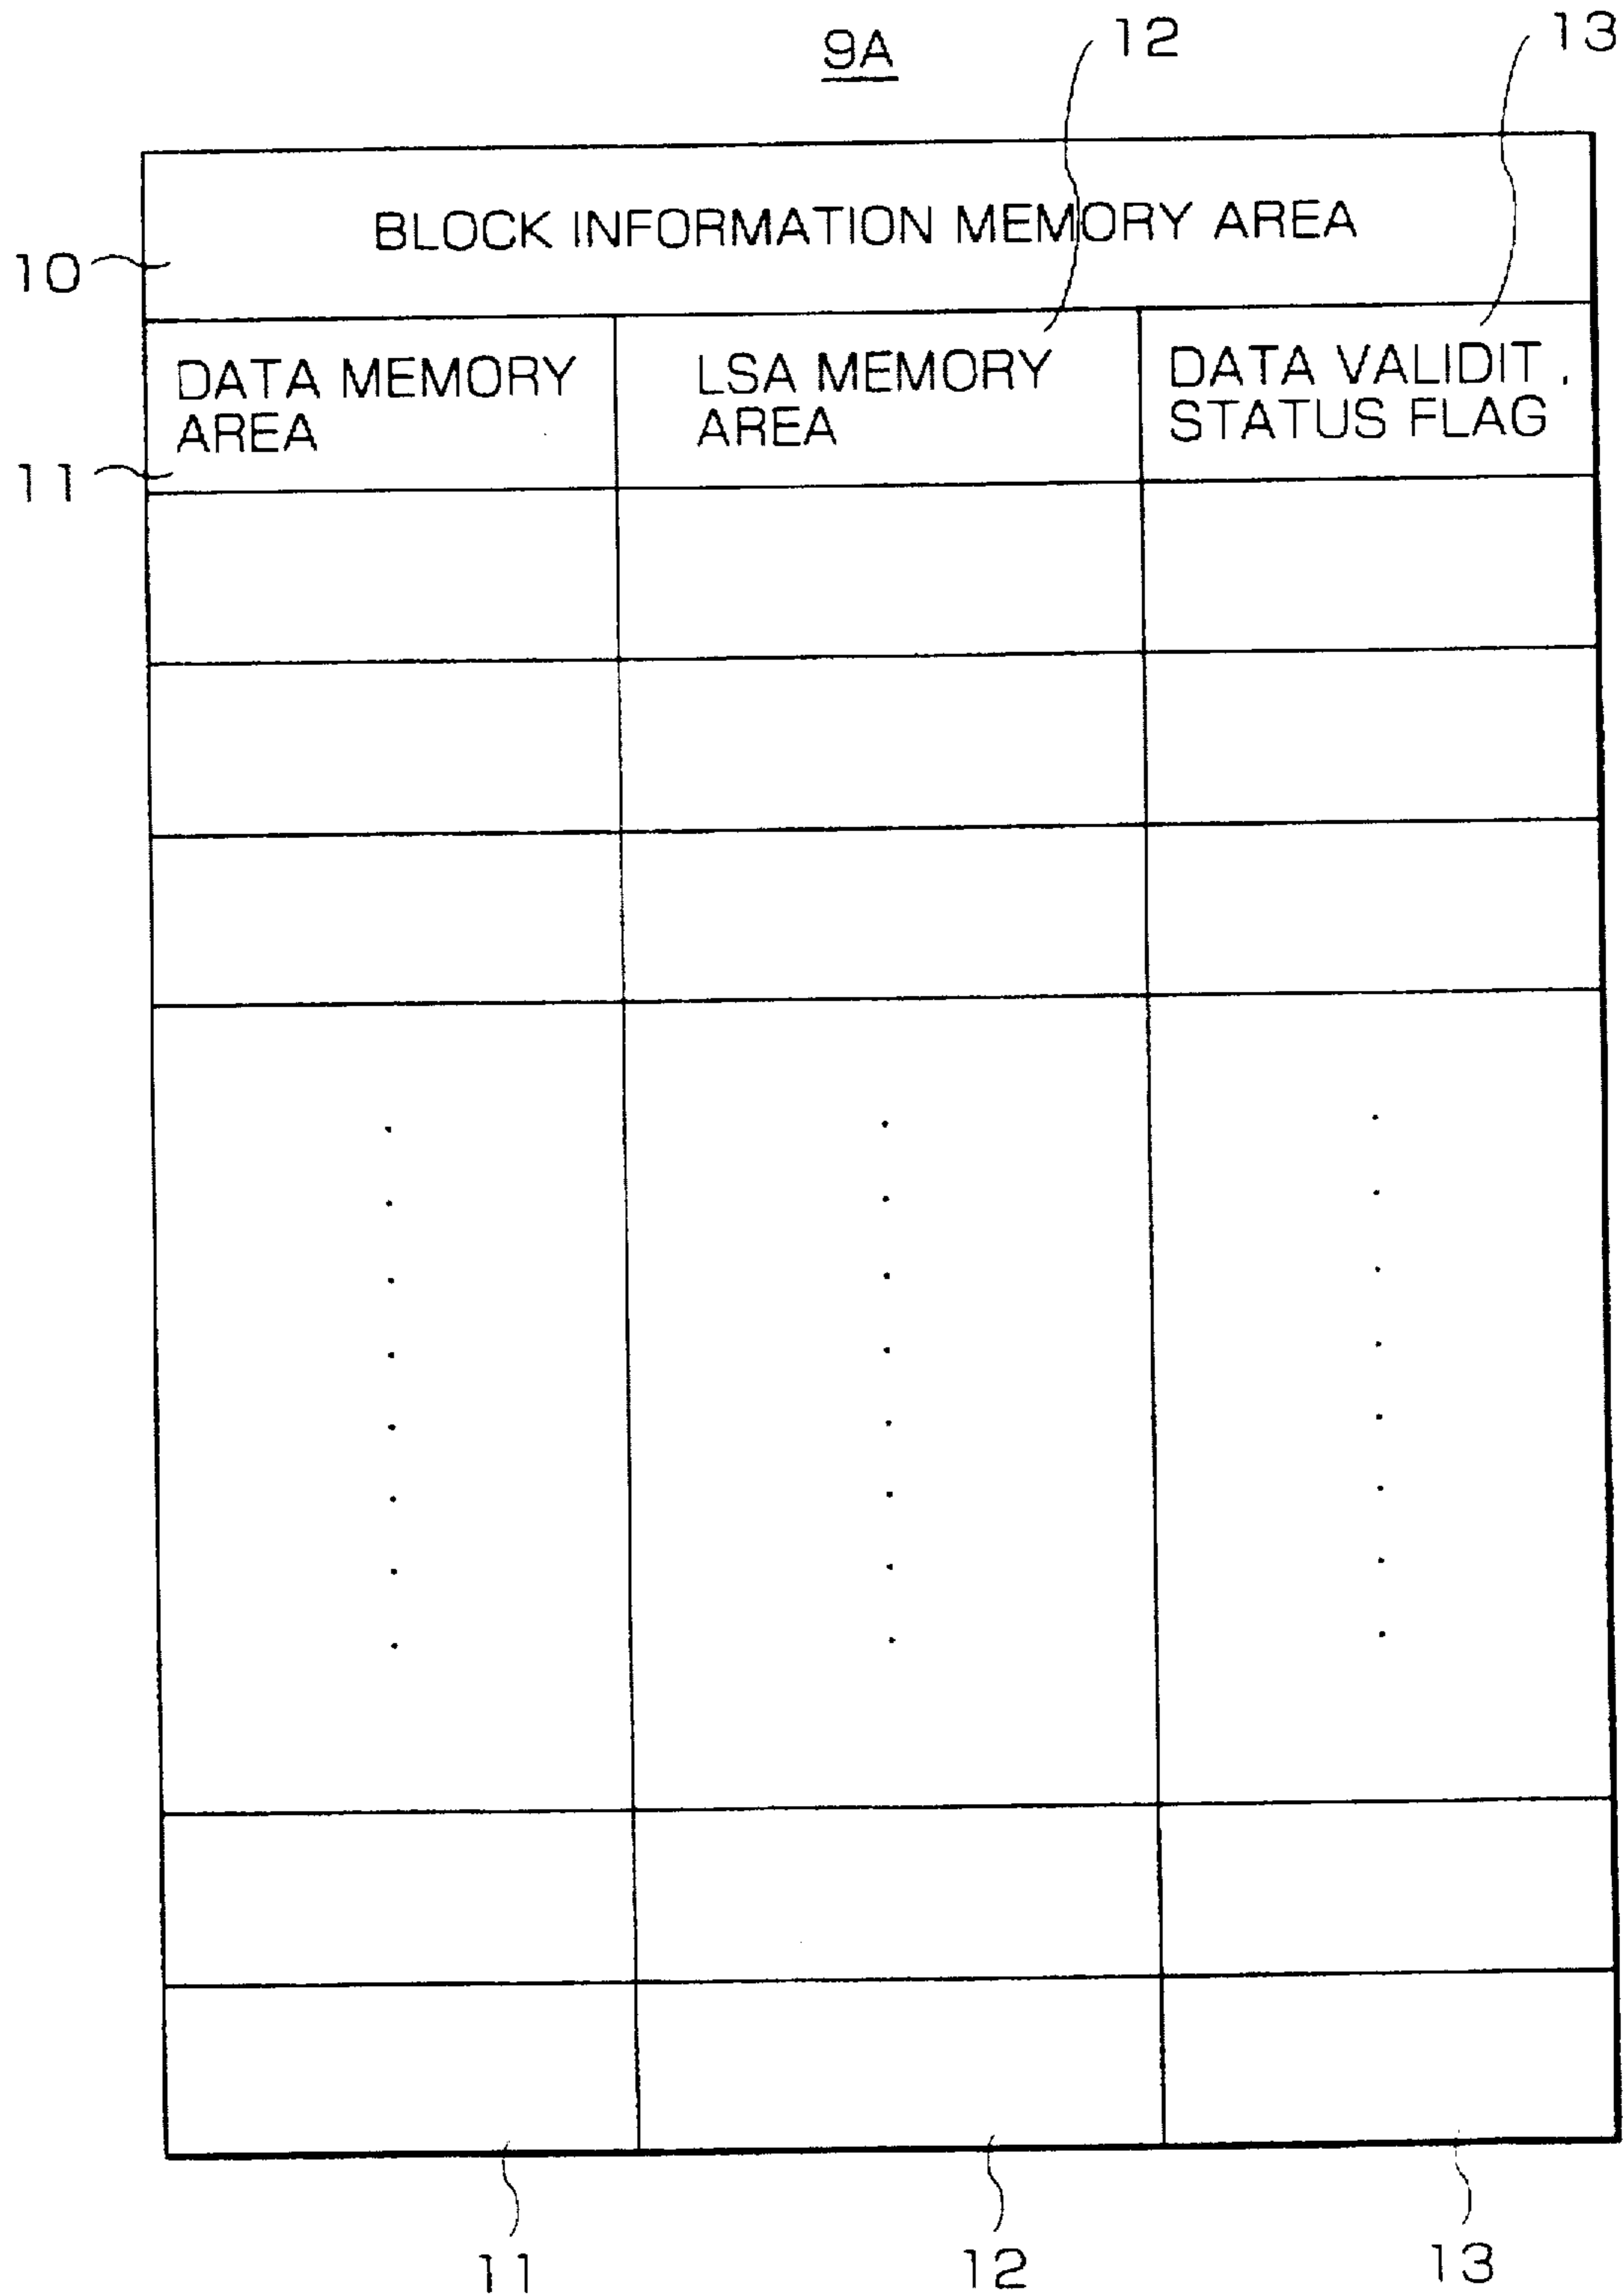 9A
12
13
BLOCK INFORMATION MEMORY AREA
10
DATA MEMORY
AREA
LSA MEMORY
AREA
DATA VALIDIT
STATUS FLAG
11
11
12
13